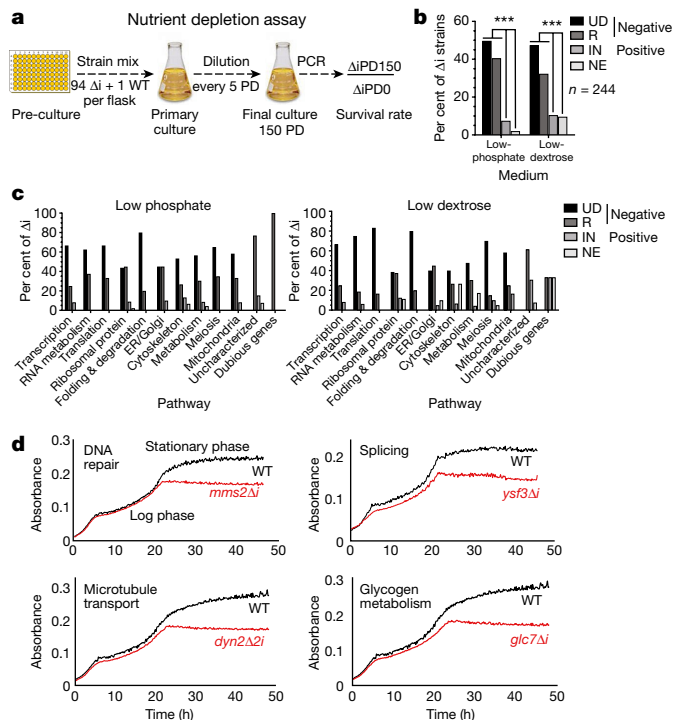 a
Nutrient depletion assay
Strain mix
94 Δi + 1 WT
per flask
Dilution
every 5 PD
PCR
ΔiPD150
ΔiPD0
Pre-culture
Primary
culture
Final culture
150 PD
Survival rate
b
Per cent of Δi strains
60
40
20
0
***
***
UD
R
IN
NE
Negative
Positive
n = 244
Low-
phosphate
Low-
dextrose
Medium
c
Low phosphate
Per cent of Δi
100
80
60
40
20
0
Transcription
RNA metabolism
Translation
Ribosomal protein
Folding & degradation
ER/Golgi
Cytoskeleton
Metabolism
Meiosis
Mitochondria
Uncharacterized
Dubious genes
Pathway
Low dextrose
Per cent of Δi
100
80
60
40
20
0
Transcription
RNA metabolism
Translation
Ribosomal protein
Folding & degradation
ER/Golgi
Cytoskeleton
Metabolism
Meiosis
Mitochondria
Uncharacterized
Dubious genes
Pathway
UD
R
IN
NE
Negative
Positive
d
Absorbance
0.3
0.2
0.1
0
DNA
repair
Stationary phase
WT
mms2Δi
Log phase
0 10 20 30 40 50
Absorbance
0.2
0.1
0
Splicing
WT
ysf3Δi
0 10 20 30 40 50
Absorbance
0.3
0.2
0.1
0
Microtubule
transport
WT
dyn2Δ2i
0 10 20 30 40 50
Time (h)
Absorbance
0.3
0.2
0.1
0
Glycogen
metabolism
WT
glc7Δi
0 10 20 30 40 50
Time (h)